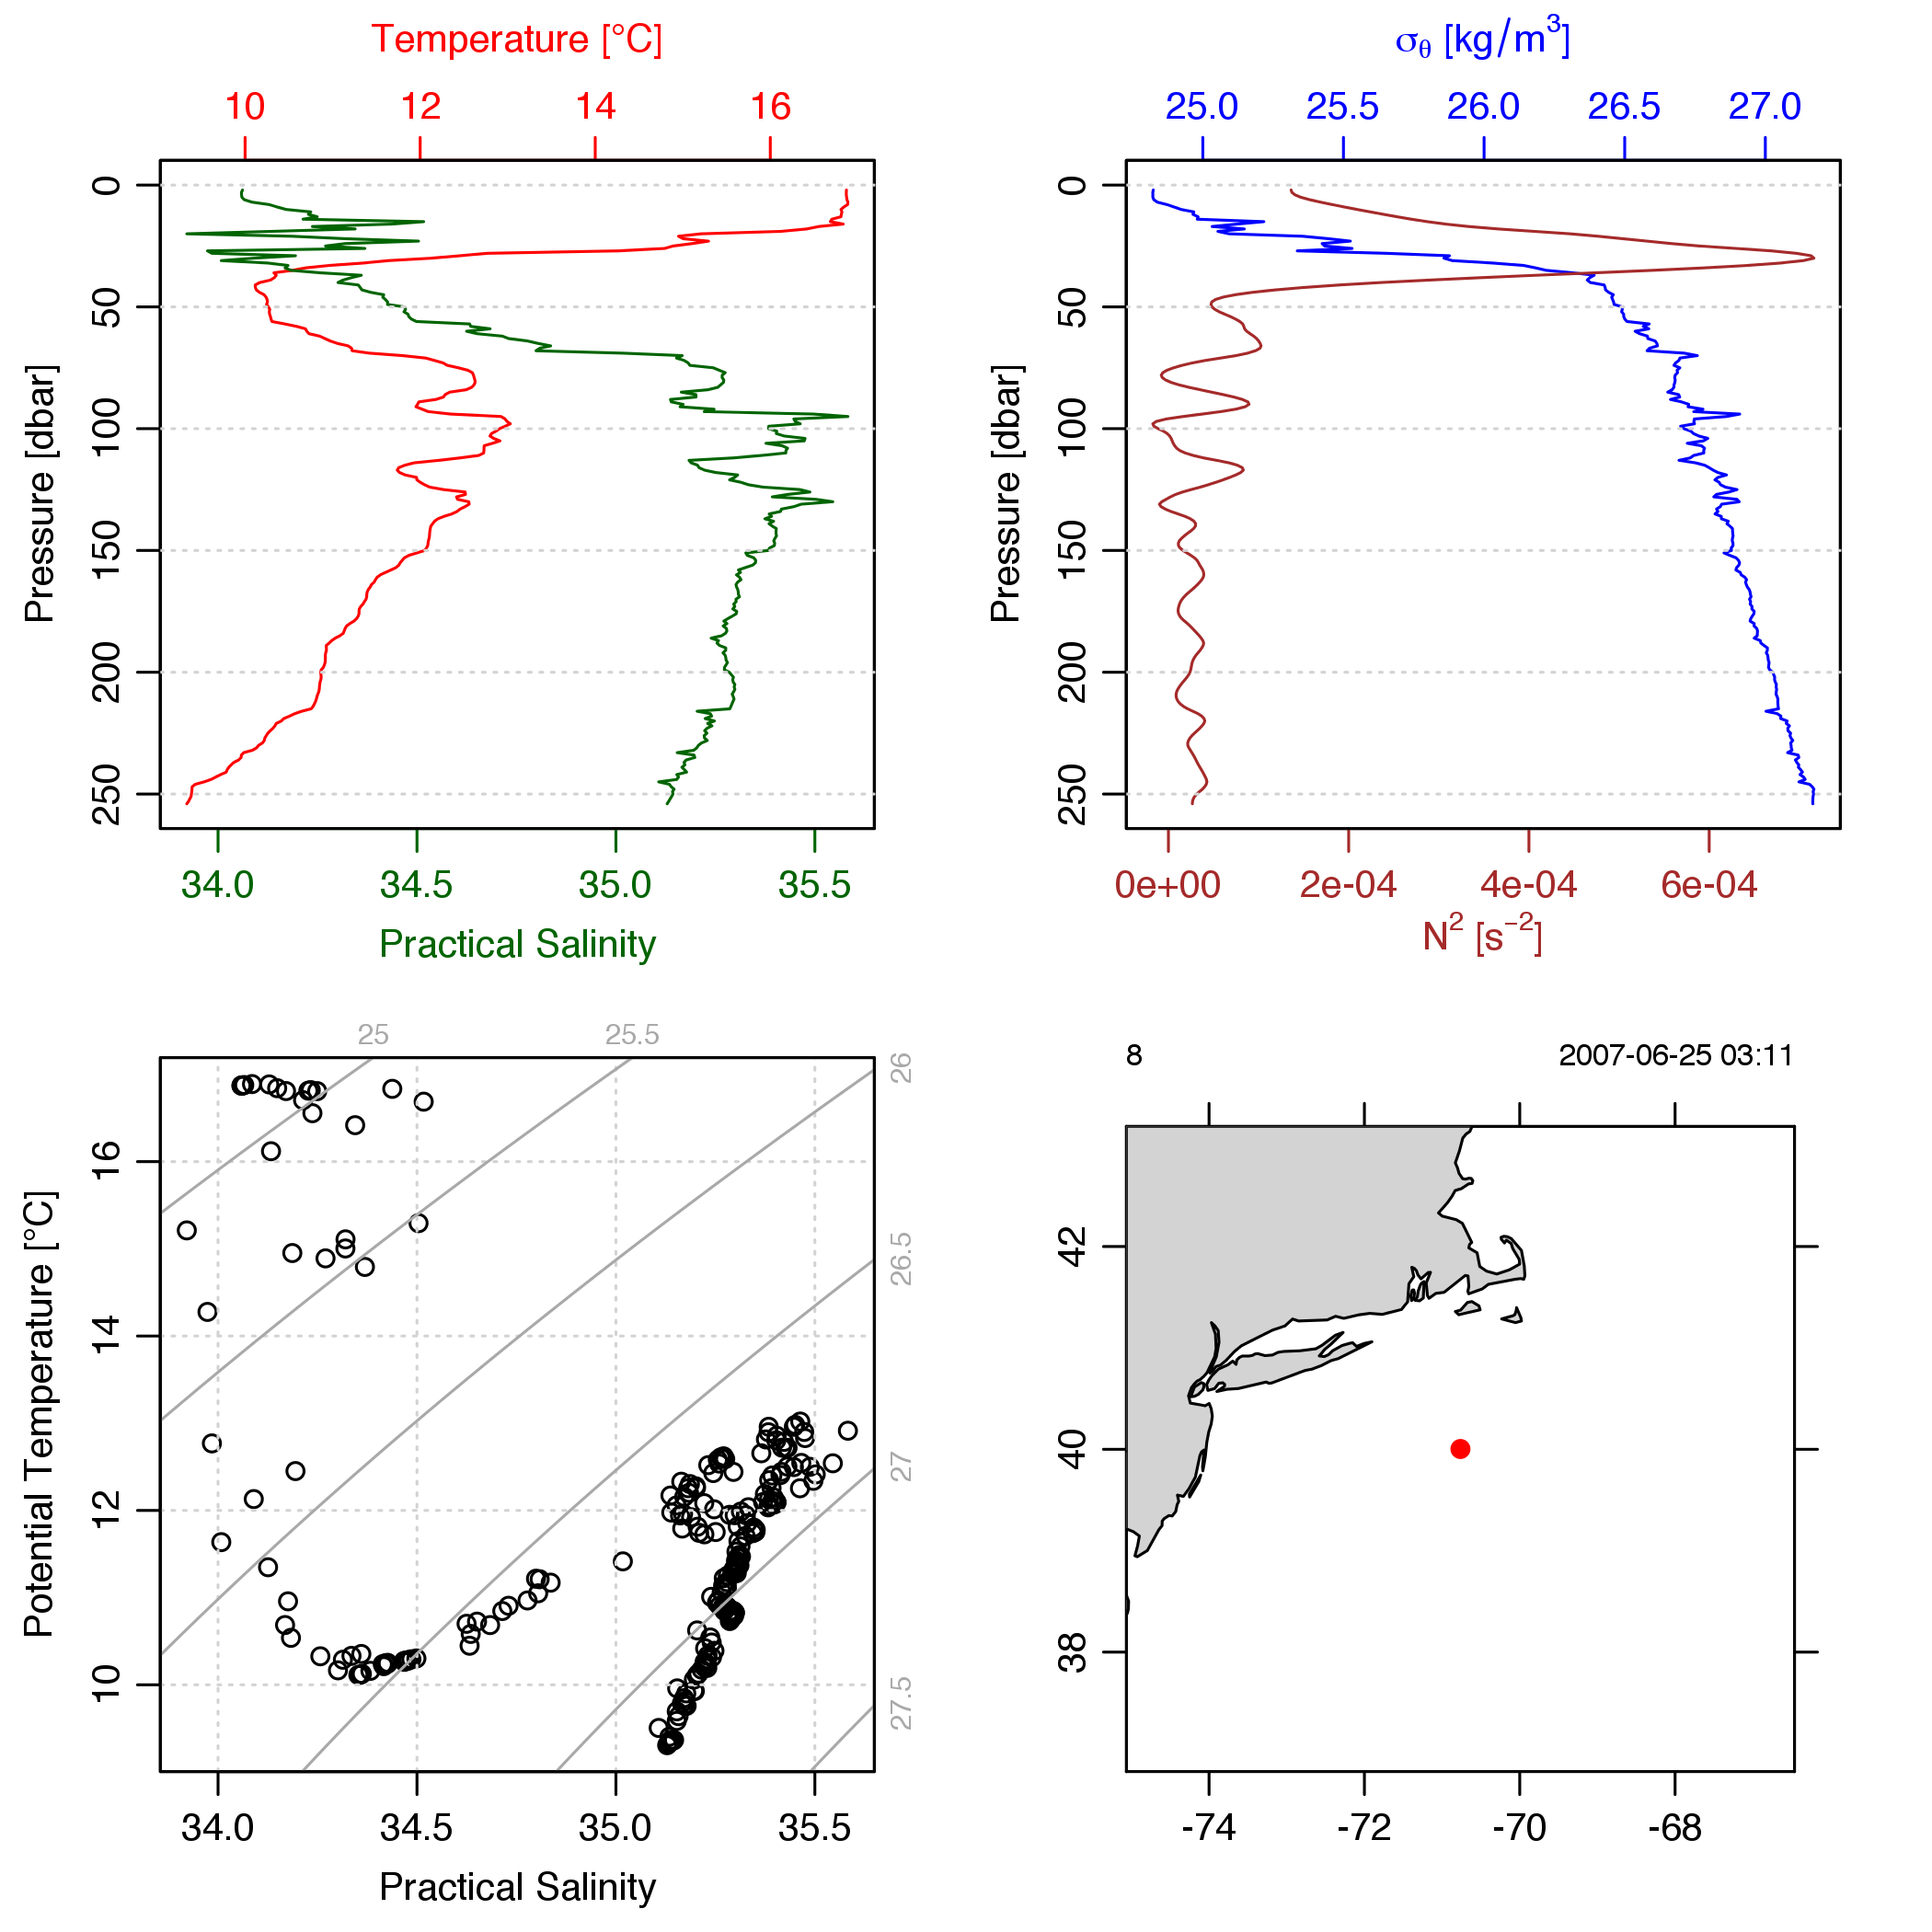 Temperature [°C]
10 12 14 16
0
50
100
150
200
250
Pressure [dbar]
34.0 34.5 35.0 35.5
Practical Salinity
σθ [kg/m³]
25.0 25.5 26.0 26.5 27.0
0
50
100
150
200
250
Pressure [dbar]
0e+00 2e-04 4e-04 6e-04
N² [s⁻²]
25 25.5
26
26.5
27
27.5
16
14
12
10
Potential Temperature [°C]
34.0 34.5 35.0 35.5
Practical Salinity
8 2007-06-25 03:11
42
40
38
-74 -72 -70 -68